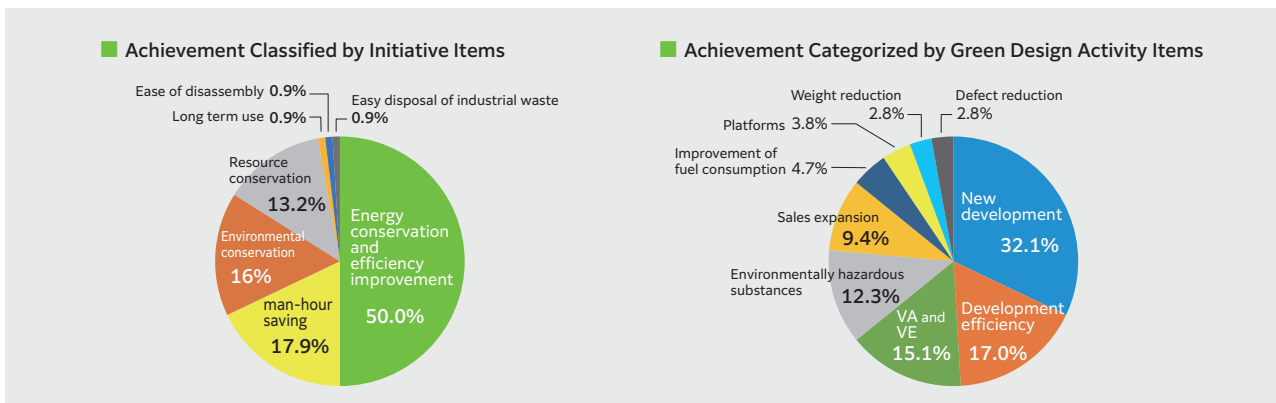 Achievement Classified by Initiative Items
Ease of disassembly 0.9%
Long term use 0.9%
Easy disposal of industrial waste
0.9%
Resource
conservation
13.2%
Environmental
conservation
16%
man-hour
saving
17.9%
Energy
conservation
and
efficiency
improvement
50.0%
Achievement Categorized by Green Design Activity Items
Weight reduction
2.8%
Defect reduction
2.8%
Platforms 3.8%
Improvement of
fuel consumption 4.7%
Sales expansion
9.4%
Environmentally hazardous
substances
12.3%
VA and
VE
15.1%
Development
efficiency
17.0%
New
development
32.1%